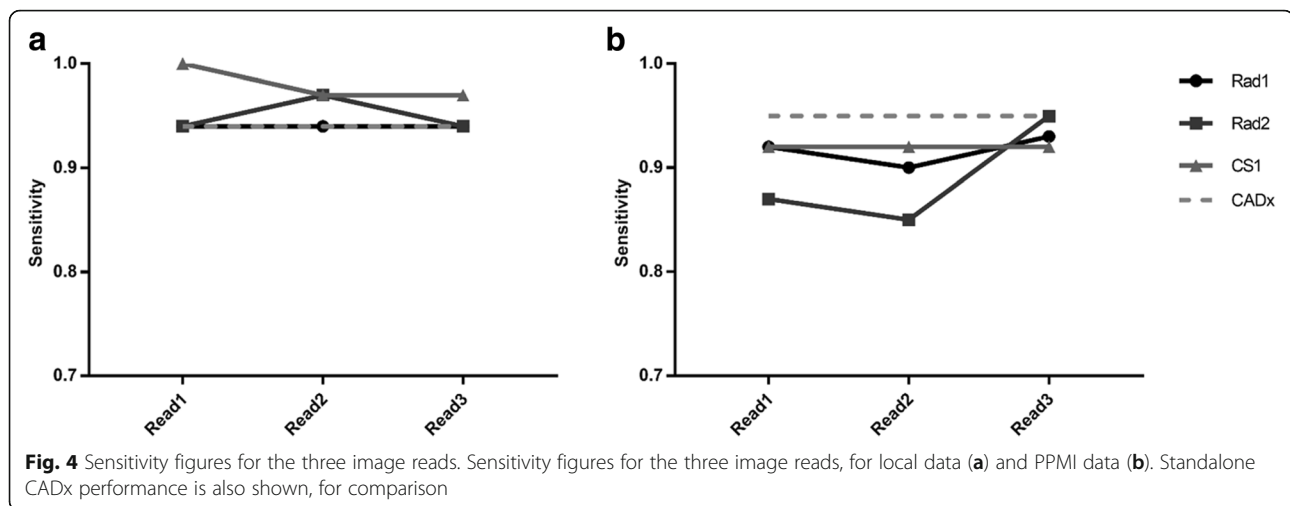 a
b
1.0
0.9
0.8
0.7
Sensitivity
Read1
Read2
Read3
1.0
0.9
0.8
0.7
Sensitivity
Read1
Read2
Read3
Rad1
Rad2
CS1
CADx
Fig. 4 Sensitivity figures for the three image reads. Sensitivity figures for the three image reads, for local data (a) and PPMI data (b). Standalone
CADx performance is also shown, for comparison